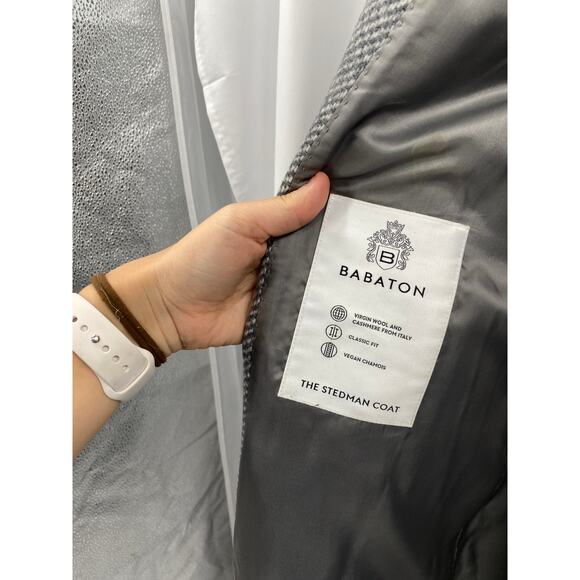 B
BABATON
VIRGIN WOOL AND
CASHMERE FROM ITALY
CLASSIC FIT
VEGAN CHAMOIS
THE STEDMAN COAT